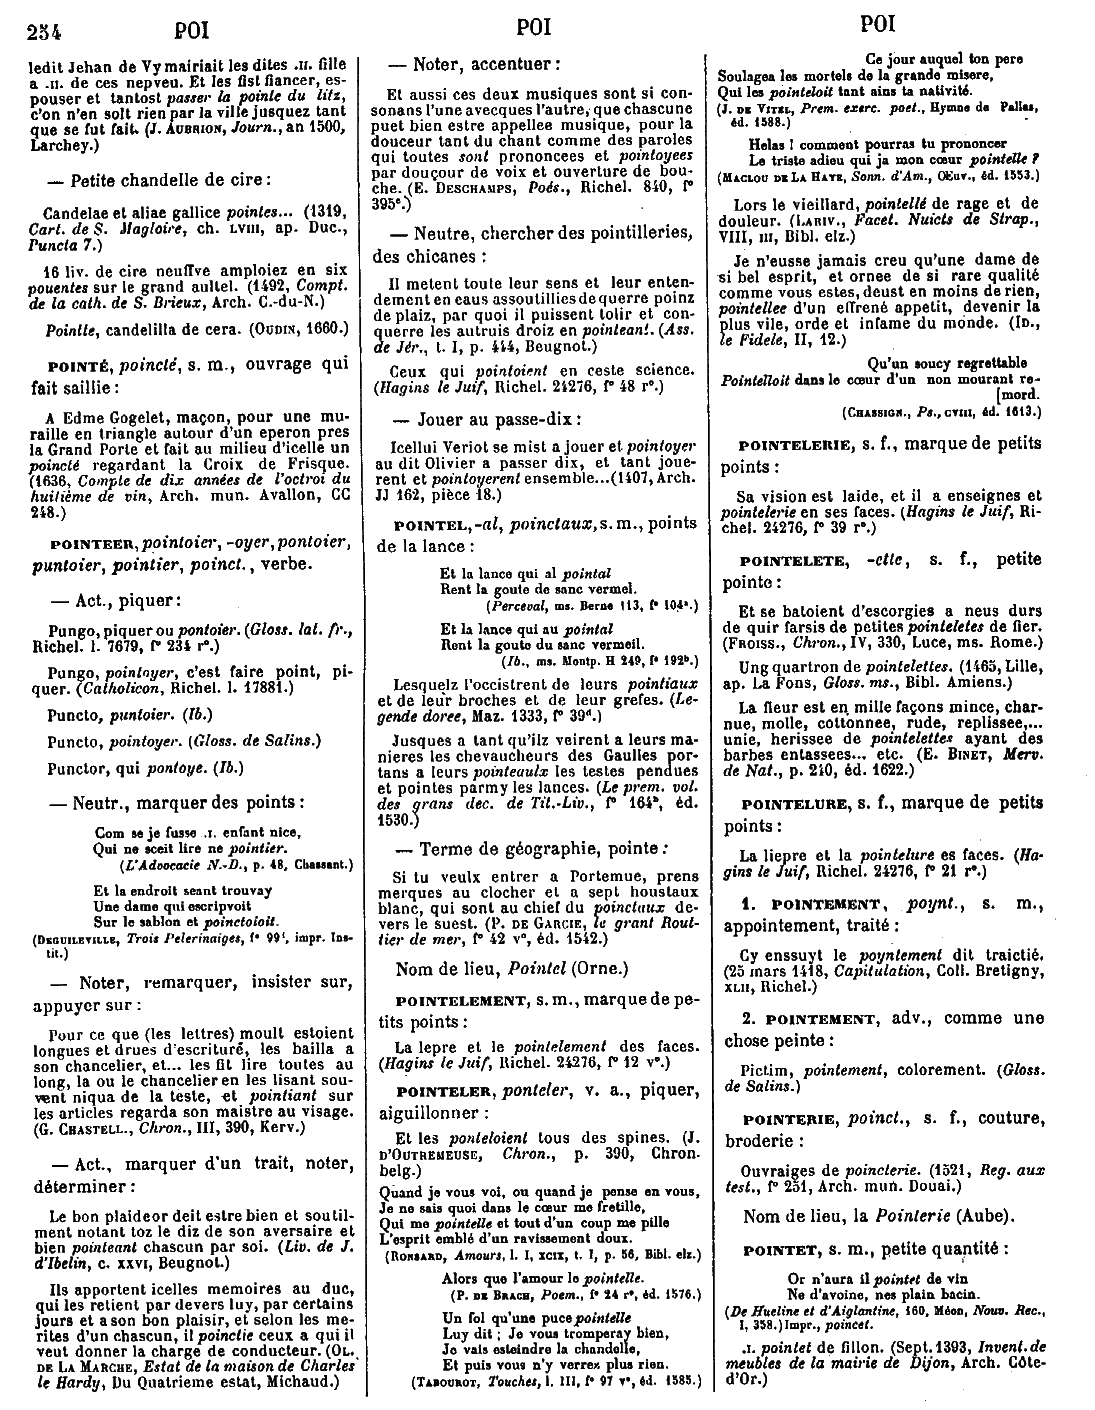 234 POI POI POI
ledit Jehan de Vy mairiait les dites .II. fille
a .II. de ces nepveu. Et les fist fiancer, es-
pouser et tantost passer la pointe du litz,
c'on n'en solt rien par la ville jusquez tant
que se fut fait. (J. AUBRION, Journ., an 1500,
Larchey.)
— Petite chandelle de cire :
Candelae et aliae gallice pointes... (1319,
Cart. de S. Magloire, ch. LVIII, ap. Duc.,
Puncta 7.)
16 liv. de cire neuffve amploiez en six
pouentes sur le grand aultel. (1492, Compt.
de la cath. de S. Brieux, Arch. C.-du-N.)
Pointte, candelilla de cera. (OUDIN, 1660.)
POINTÉ, poincté, s. m., ouvrage qui
fait saillie :
A Edme Gogelet, maçon, pour une mu-
raille en triangle autour d'un eperon pres
la Grand Porte et fait au milieu d'icelle un
poincté regardant la Croix de Frisque.
(1636, Compte de dix années de l'octroi du
huitième de vin, Arch. mun. Avallon, CC
248.)
POINTEER, pointoier, -oyer, pontoier,
puntoier, pointier, poinct., verbe.
— Act., piquer :
Pungo, piquer ou pontoier. (Gloss. lat. fr.,
Richel. l. 7679, f° 234 r°.)
Pungo, pointoyer, c'est faire point, pi-
quer. (Catholicon, Richel. l. 17881.)
Puncto, puntoier. (Ib.)
Puncto, pointoyer. (Gloss. de Salins.)
Punctor, qui pontoye. (Ib.)
— Neutr., marquer des points :
Com se je fusse .I. enfant nice,
Qui ne sceit lire ne pointier.
(L'Advocacie N.-D., p. 48, Chassant.)
Et la endroit seant trouvay
Une dame qui escripvoit
Sur le sablon et poinctoioit.
(DEGUILEVILLE, Trois Pelerinaiges, f° 99c, impr. Ins-
tit.)
— Noter, remarquer, insister sur,
appuyer sur :
Pour ce que (les lettres) moult estoient
longues et drues d'escriture, les bailla a
son chancelier, et... les fit lire toutes au
long, la ou le chancelier en les lisant sou-
vent niqua de la teste, et pointiant sur
les articles regarda son maistre au visage.
(G. CHASTELL., Chron., III, 390, Kerv.)
— Act., marquer d'un trait, noter,
déterminer :
Le bon plaideor deit estre bien et soutil-
ment notant toz le diz de son aversaire et
bien pointeant chascun par soi. (Liv. de J.
d'Ibelin, c. XXVI, Beugnot.)
Ils apportent icelles memoires au duc,
qui les retient par devers luy, par certains
jours et a son bon plaisir, et selon les me-
rites d'un chascun, il poinctie ceux a qui il
veut donner la charge de conducteur. (OL.
DE LA MARCHE, Estat de la maison de Charles
le Hardy, Du Quatrieme estat, Michaud.)
— Noter, accentuer :
Et aussi ces deux musiques sont si con-
sonans l'une avecques l'autre, que chascune
puet bien estre appellee musique, pour la
douceur tant du chant comme des paroles
qui toutes sont prononcees et pointoyees
par douçour de voix et ouverture de bou-
che. (E. DESCHAMPS, Poés., Richel. 840, f°
395c.)
— Neutre, chercher des pointilleries,
des chicanes :
Il metent toute leur sens et leur enten-
dement en eaus assoutillies de querre poinz
de plaiz, par quoi il puissent tolir et con-
querre les autruis droiz en pointeant. (Ass.
de Jér., t. I, p. 414, Beugnot.)
Ceux qui pointoient en ceste science.
(Hagins le Juif, Richel. 24276, f° 48 r°.)
— Jouer au passe-dix :
Icellui Veriot se mist a jouer et pointoyer
au dit Olivier a passer dix, et tant joue-
rent et pointoyerent ensemble...(1407, Arch.
JJ 162, pièce 18.)
POINTEL, -al, poinctaux, s. m., points
de la lance :
Et la lance qui al pointal
Rent la goute de sanc vermel.
(Perceval, ms. Berne 113, f° 104a.)
Et la lance qui au pointal
Rent la goute du sanc vermeil.
(Ib., ms. Montp. H 249, f° 192b.)
Lesquelz l'occistrent de leurs pointiaux
et de leur broches et de leur grefes. (Le-
gende doree, Maz. 1333, f° 39d.)
Jusques a tant qu'ilz veirent a leurs ma-
nieres les chevaucheurs des Gaulles por-
tans a leurs pointeaulx les testes pendues
et pointes parmy les lances. (Le prem. vol.
des grans dec. de Tit.-Liv., f° 164a, éd.
1530.)
— Terme de géographie, pointe :
Si tu veulx entrer a Portemue, prens
merques au clocher et a sept houstaux
blanc, qui sont au chief du poinctaux de-
vers le suest. (P. DE GARCIE, le grant Rout-
tier de mer, f° 42 v°, éd. 1542.)
Nom de lieu, Pointel (Orne.)
POINTELEMENT, s. m., marque de pe-
tits points :
La lepre et le pointelement des faces.
(Hagins le Juif, Richel. 24276, f° 12 v°.)
POINTELER, ponteler, v. a., piquer,
aiguillonner :
Et les ponteloient tous des spines. (J.
D'OUTREMEUSE, Chron., p. 390, Chron.
belg.)
Quand je vous voi, ou quand je pense en vous,
Je ne sais quoi dans le cœur me fretille,
Qui me pointelle et tout d'un coup me pille
L'esprit emblé d'un ravissement doux.
(RONSARD, Amours, l. I, XCIX, t. I, p. 56, Bibl. elz.)
Alors que l'amour le pointelle.
(P. DE BRACH, Poem., f° 24 r°, éd. 1576.)
Un fol qu'une puce pointelle
Luy dit ; Je vous tromperay bien,
Je vais esteindre la chandelle,
Et puis vous n'y verrez plus rien.
(TABOUROT, Touches, l. III, f° 97 v°, éd. 1585.)
Ce jour auquel ton pere
Soulagea les mortels de la grande misere,
Qui les pointeloit tant ains ta nativité.
(J. DE VITEL, Prem. exerc. poet., Hymne de Pallas,
éd. 1588.)
Helas ! comment pourras tu prononcer
Le triste adieu qui ja mon cœur pointelle ?
(MACLOU DE LA HAYE, Sonn. d'Am., Œuv., éd. 1553.)
Lors le vieillard, pointellé de rage et de
douleur. (LARIV., Facet. Nuicts de Strap.,
VIII, III, Bibl. elz.)
Je n'eusse jamais creu qu'une dame de
si bel esprit, et ornee de si rare qualité
comme vous estes, deust en moins de rien,
pointellee d'un effrené appetit, devenir la
plus vile, orde et infame du monde. (ID.,
le Fidele, II, 12.)
Qu'un soucy regrettable
Pointelloit dans le cœur d'un non mourant re-
[mord.
(CHASSIGN., Ps., CVIII, éd. 1613.)
POINTELERIE, s. f., marque de petits
points :
Sa vision est laide, et il a enseignes et
pointelerie en ses faces. (Hagins le Juif, Ri-
chel. 24276, f° 39 r°.)
POINTELETE, -ette, s. f., petite
pointe :
Et se batoient d'escorgies a neus durs
de quir farsis de petites pointeletes de fier.
(FROISS., Chron., IV, 330, Luce, ms. Rome.)
Ung quartron de pointelettes. (1465, Lille,
ap. La Fons, Gloss. ms., Bibl. Amiens.)
La fleur est en mille façons mince, char-
nue, molle, cottonnee, rude, replissee,...
unie, herissee de pointelettes ayant des
barbes entassees... etc. (E. BINET, Merv.
de Nat., p. 240, éd. 1622.)
POINTELURE, s. f., marque de petits
points :
La liepre et la pointelure es faces. (Ha-
gins le Juif, Richel. 24276, f° 21 r°.)
1. POINTEMENT, poynt., s. m.,
appointement, traité :
Cy enssuyt le poyntement dit traictié.
(25 mars 1418, Capitulation, Coll. Bretigny,
XLII, Richel.)
2. POINTEMENT, adv., comme une
chose peinte :
Pictim, pointement, colorement. (Gloss.
de Salins.)
POINTERIE, poinct., s. f., couture,
broderie :
Ouvraiges de poincterie. (1521, Reg. aux
test., f° 251, Arch. mun. Douai.)
Nom de lieu, la Pointerie (Aube).
POINTET, s. m., petite quantité :
Or n'aura il pointet de vin
Ne d'avoine, nes plain bacin.
(De Hueline et d'Aiglantine, 160, Méon, Nouv. Rec.,
I, 358.) Impr., poincet.
.I. pointet de fillon. (Sept. 1393, Invent. de
meubles de la mairie de Dijon, Arch. Côte-
d'Or.)